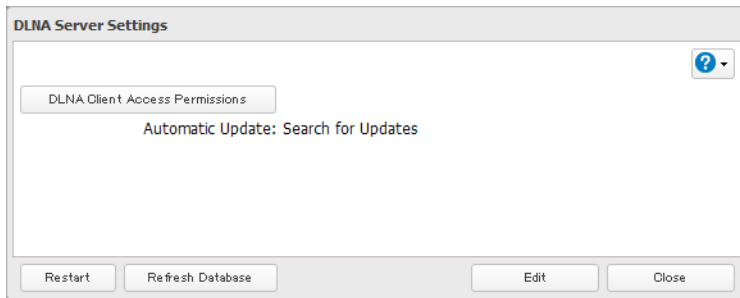 DLNA Server Settings
?
DLNA Client Access Permissions
Automatic Update: Search for Updates
Restart Refresh Database Edit Close